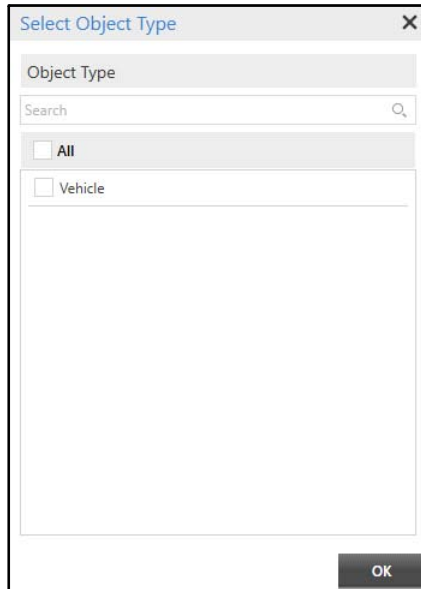 Select Object Type
Object Type
Search
All
Vehicle
OK